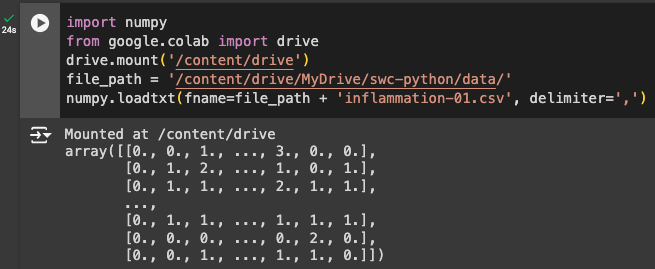 import numpy
from google.colab import drive
drive.mount('/content/drive')
file_path = '/content/drive/MyDrive/swc-python/data/'
numpy.loadtxt(fname=file_path + 'inflammation-01.csv', delimiter=',')
24s
Mounted at /content/drive
array([[0., 0., 1., ..., 3., 0., 0.],
[0., 1., 2., ..., 1., 0., 1.],
[0., 1., 1., ..., 2., 1., 1.],
...,
[0., 1., 1., ..., 1., 1., 1.],
[0., 0., 0., ..., 0., 2., 0.],
[0., 0., 1., ..., 1., 1., 0.]])